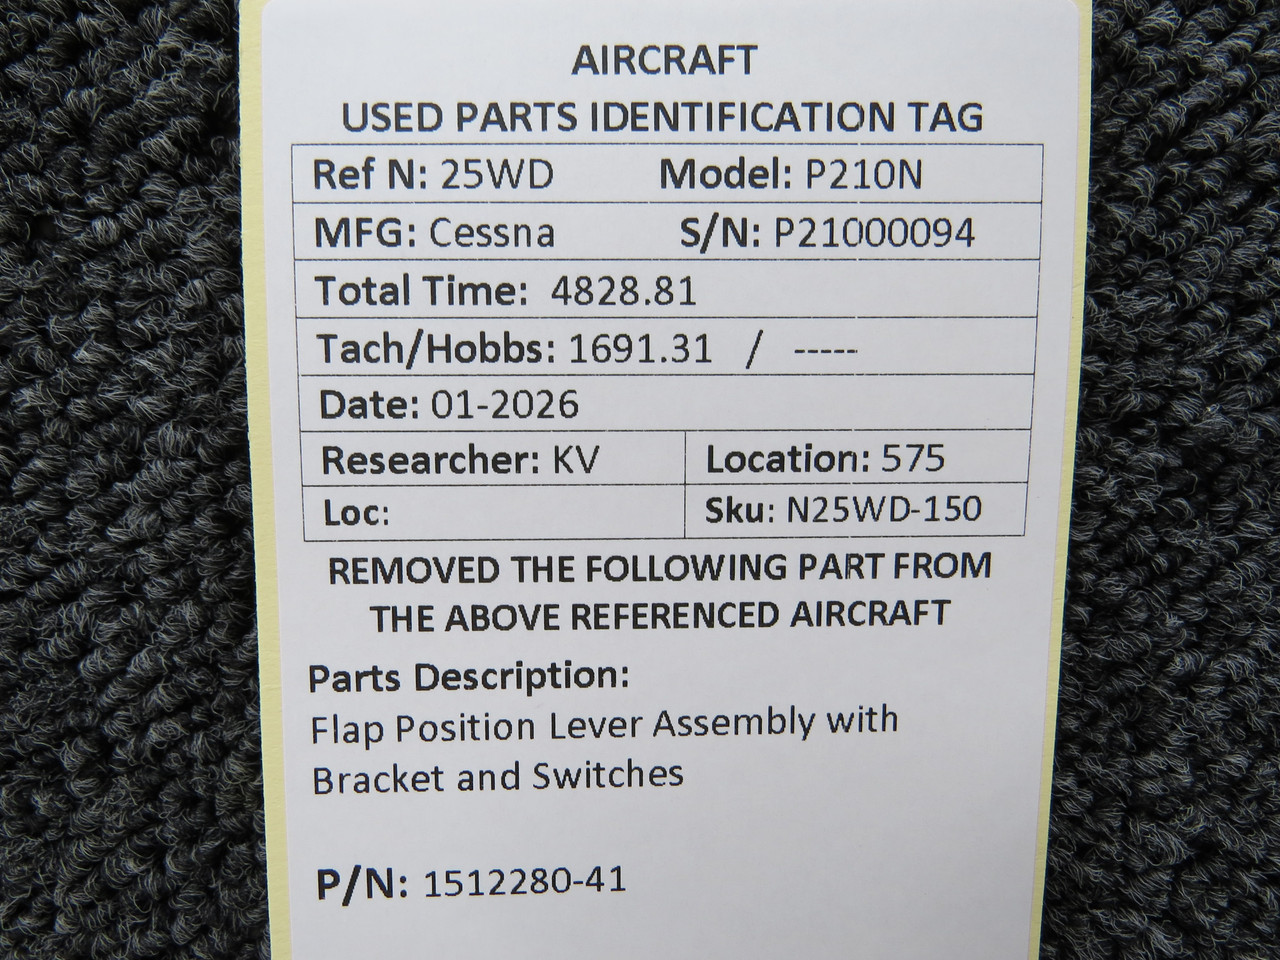 AIRCRAFT
USED PARTS IDENTIFICATION TAG
Ref N: 25WD Model: P210N
MFG: Cessna S/N: P21000094
Total Time: 4828.81
Tach/Hobbs: 1691.31 / -----
Date: 01-2026
Researcher: KV Location: 575
Loc: Sku: N25WD-150
REMOVED THE FOLLOWING PART FROM
THE ABOVE REFERENCED AIRCRAFT
Parts Description:
Flap Position Lever Assembly with
Bracket and Switches
P/N: 1512280-41